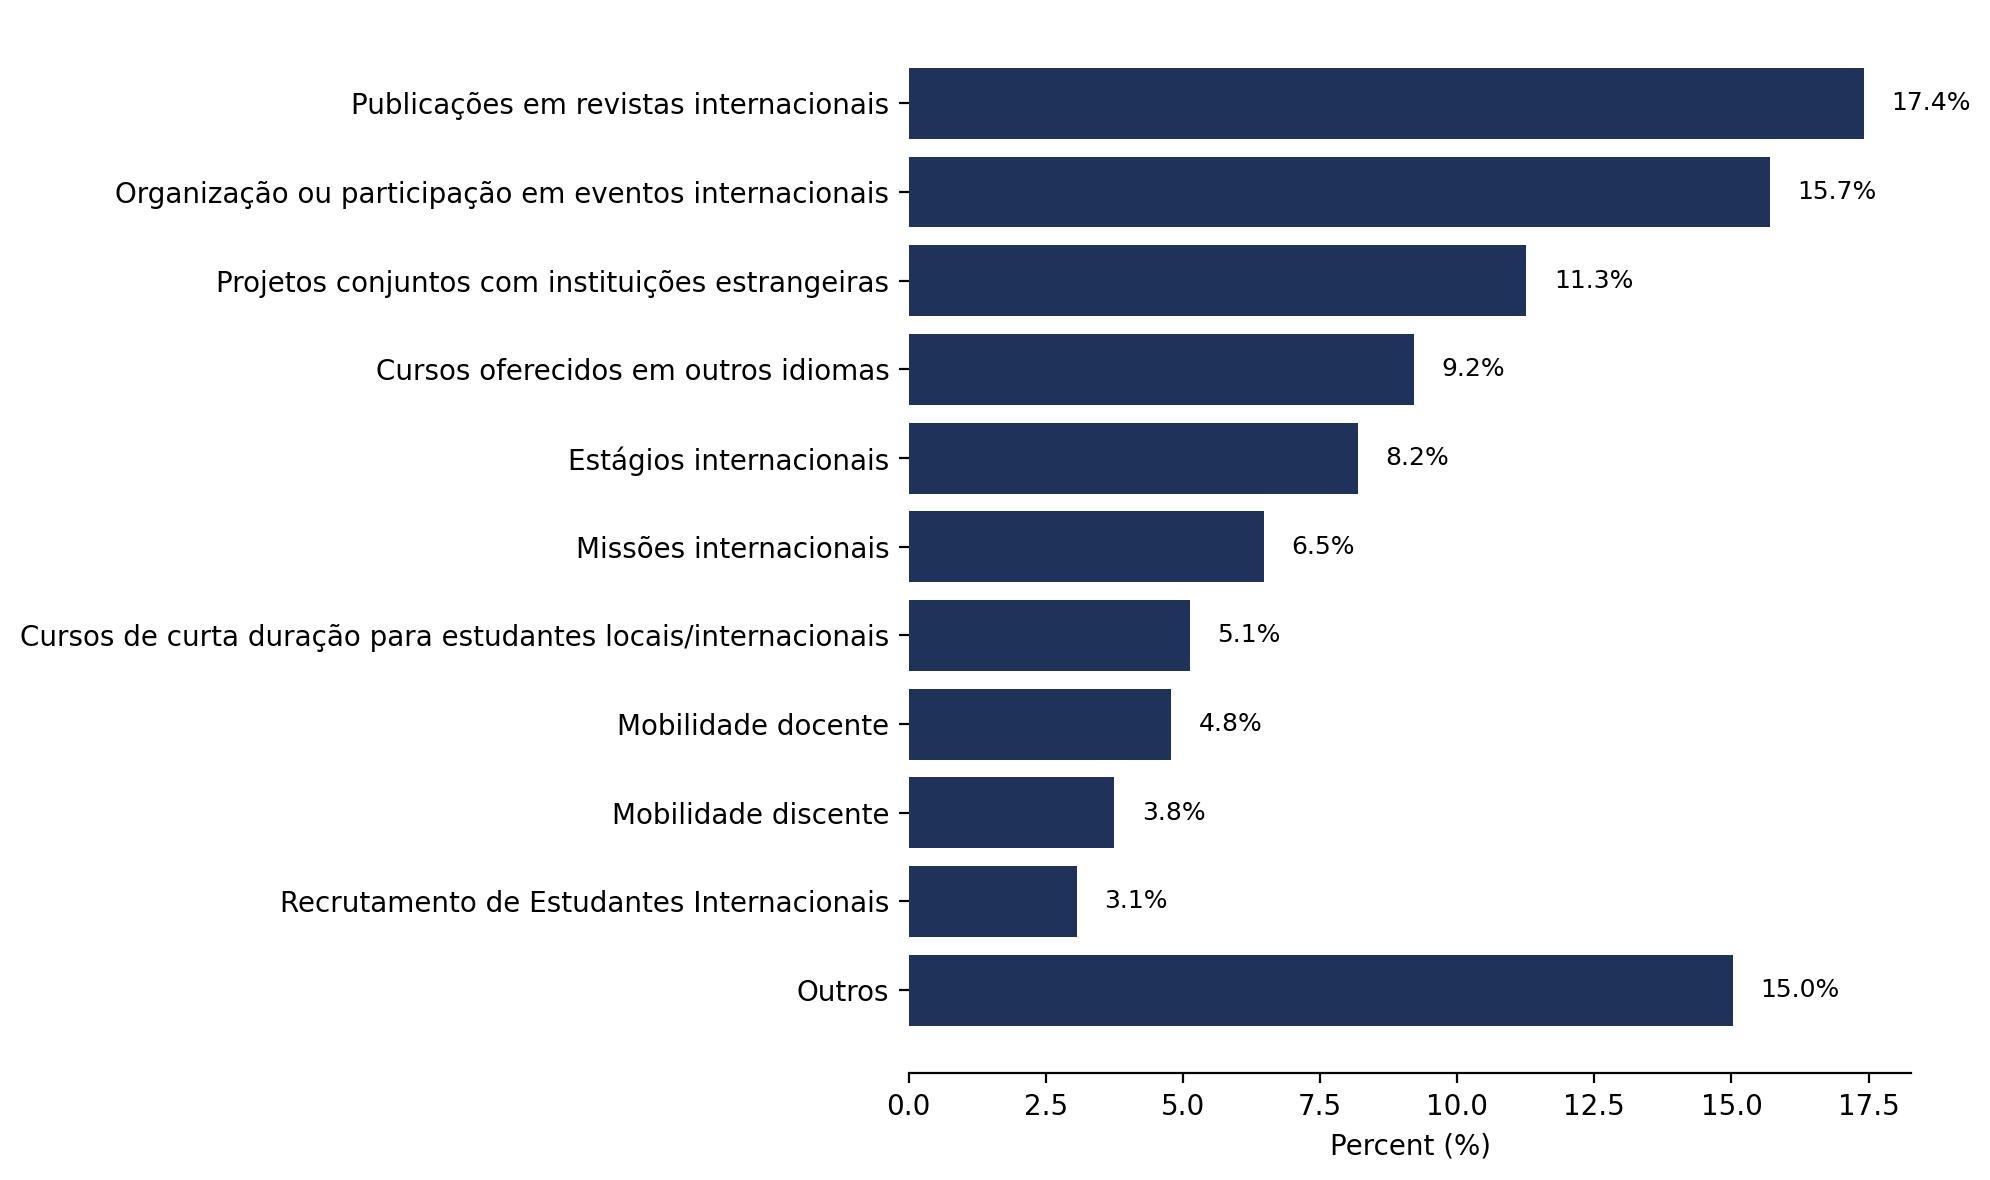 Publicações em revistas internacionais 17.4%
Organização ou participação em eventos internacionais 15.7%
Projetos conjuntos com instituições estrangeiras 11.3%
Cursos oferecidos em outros idiomas 9.2%
Estágios internacionais 8.2%
Missões internacionais 6.5%
Cursos de curta duração para estudantes locais/internacionais 5.1%
Mobilidade docente 4.8%
Mobilidade discente 3.8%
Recrutamento de Estudantes Internacionais 3.1%
Outros 15.0%
0.0 2.5 5.0 7.5 10.0 12.5 15.0 17.5
Percent (%)